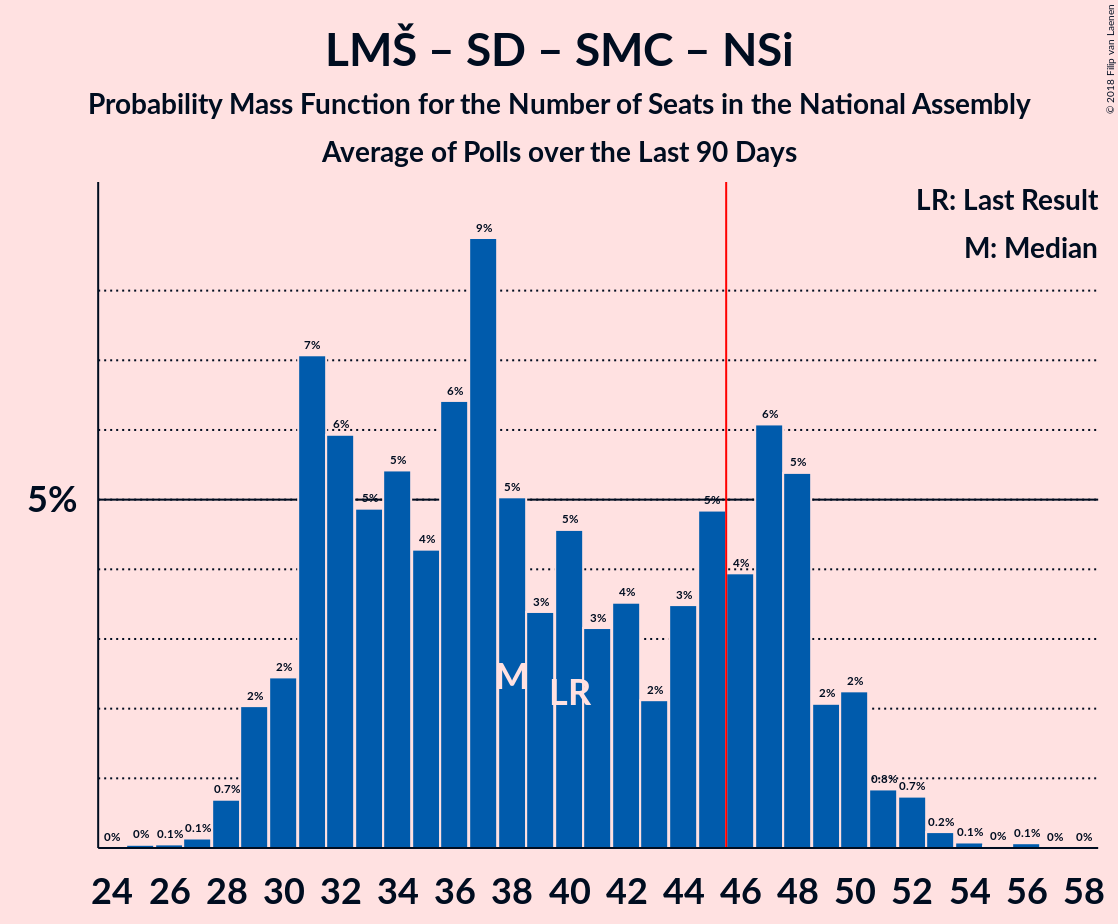 LMŠ – SD – SMC – NSi
Probability Mass Function for the Number of Seats in the National Assembly
Average of Polls over the Last 90 Days
© 2018 Filip van Laenen
LR: Last Result
M: Median
5%
0% 0% 0.1% 0.1% 0.7% 2% 2% 7% 6% 5% 5% 4% 6% 9% 5% 3% 5% 3% 4% 2% 3% 5% 4% 6% 5% 2% 2% 0.8% 0.7% 0.2% 0.1% 0% 0.1% 0% 0%
M
LR
24 26 28 30 32 34 36 38 40 42 44 46 48 50 52 54 56 58